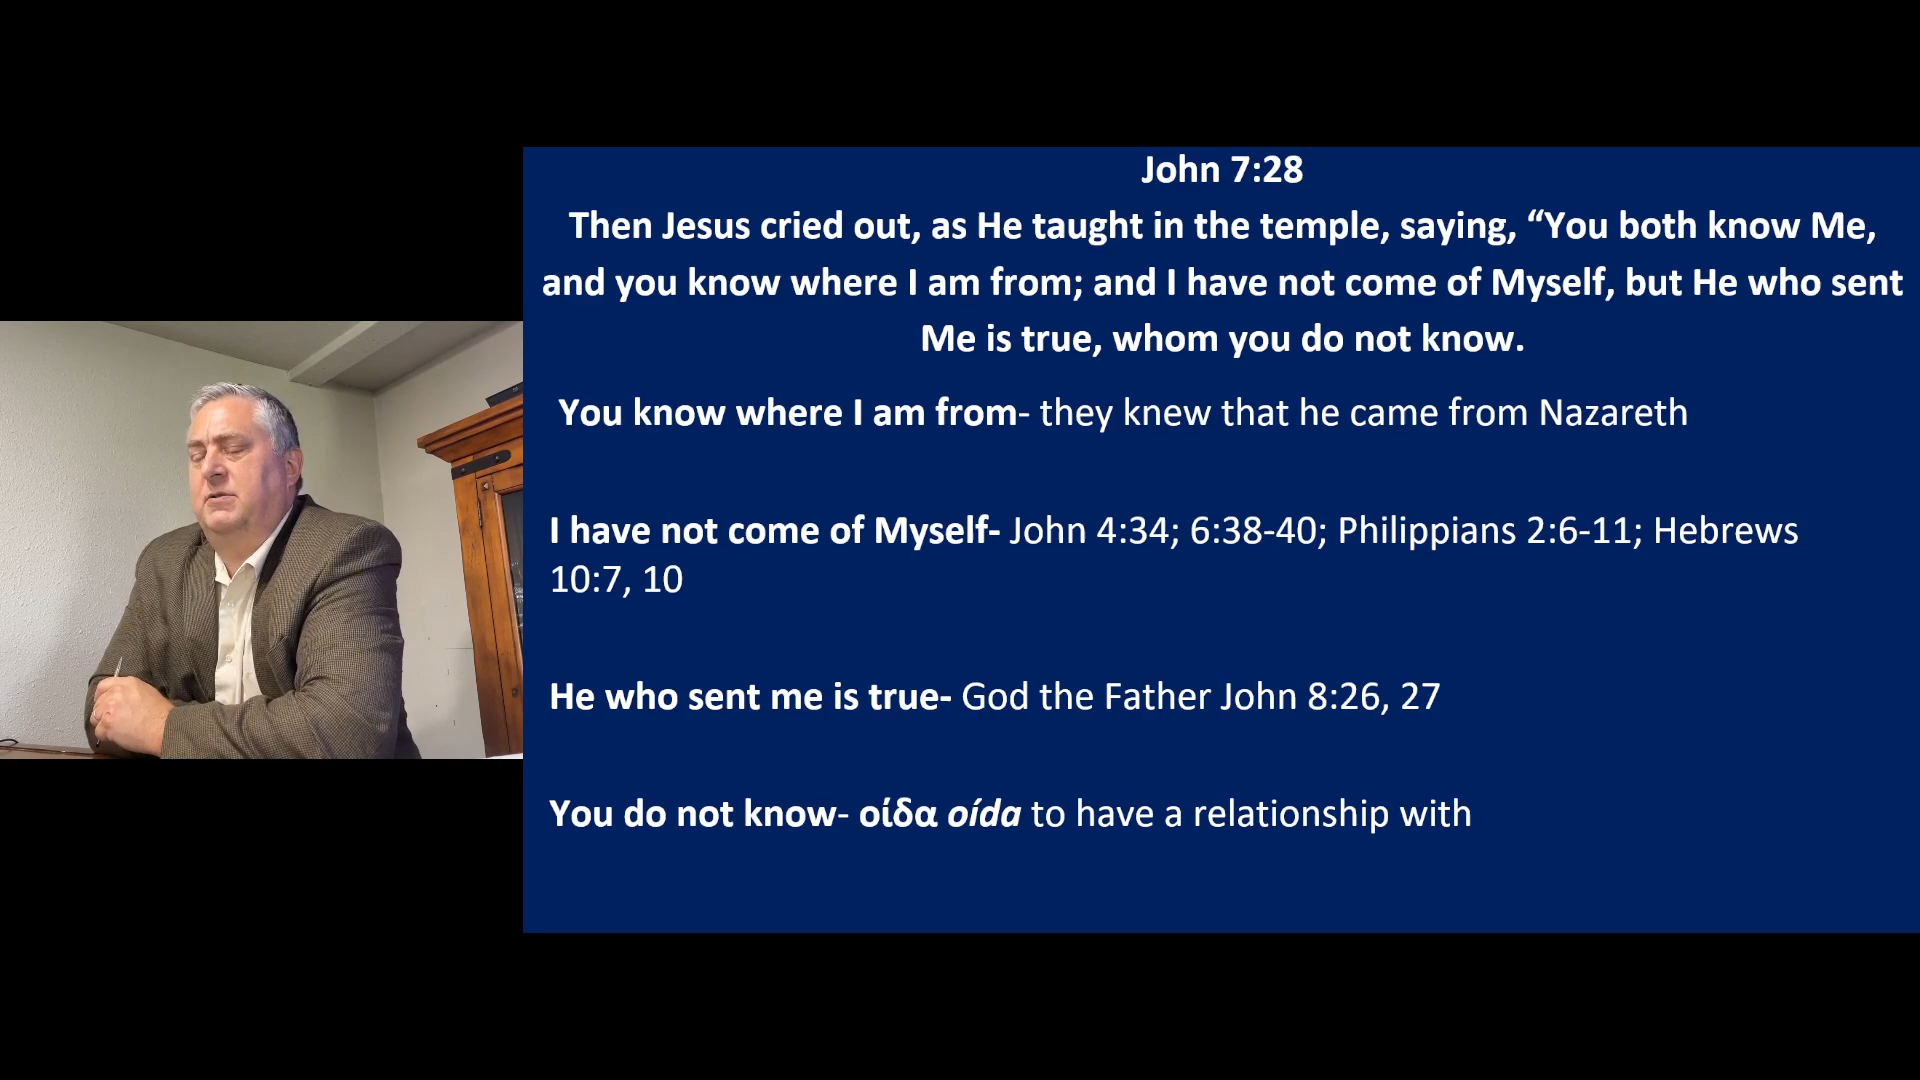 John 7:28
Then Jesus cried out, as He taught in the temple, saying, “You both know Me,
and you know where I am from; and I have not come of Myself, but He who sent
Me is true, whom you do not know.
You know where I am from- they knew that he came from Nazareth
I have not come of Myself- John 4:34; 6:38-40; Philippians 2:6-11; Hebrews
10:7, 10
He who sent me is true- God the Father John 8:26, 27
You do not know- οίδα oída to have a relationship with